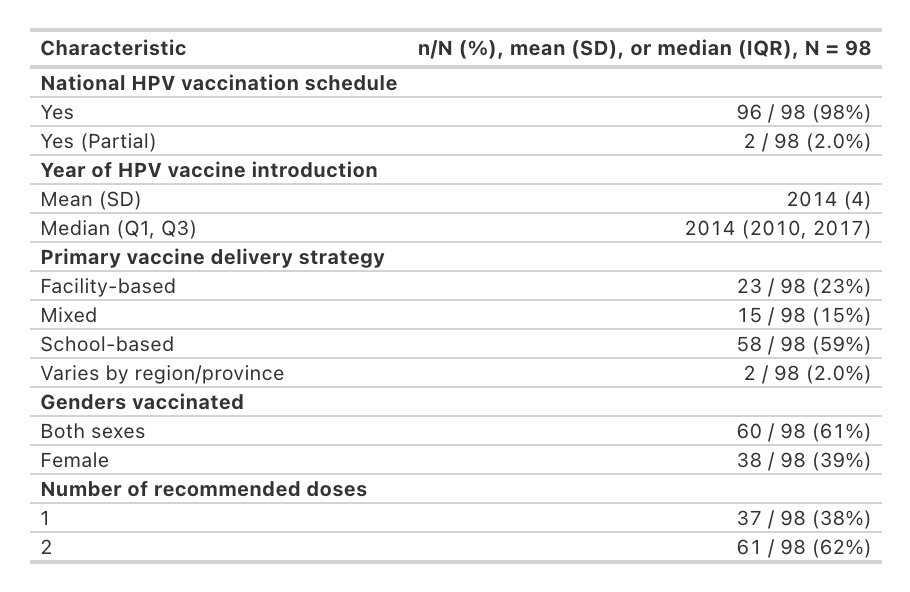 Characteristic n/N (%), mean (SD), or median (IQR), N = 98
National HPV vaccination schedule
Yes 96 / 98 (98%)
Yes (Partial) 2 / 98 (2.0%)
Year of HPV vaccine introduction
Mean (SD) 2014 (4)
Median (Q1, Q3) 2014 (2010, 2017)
Primary vaccine delivery strategy
Facility-based 23 / 98 (23%)
Mixed 15 / 98 (15%)
School-based 58 / 98 (59%)
Varies by region/province 2 / 98 (2.0%)
Genders vaccinated
Both sexes 60 / 98 (61%)
Female 38 / 98 (39%)
Number of recommended doses
1 37 / 98 (38%)
2 61 / 98 (62%)